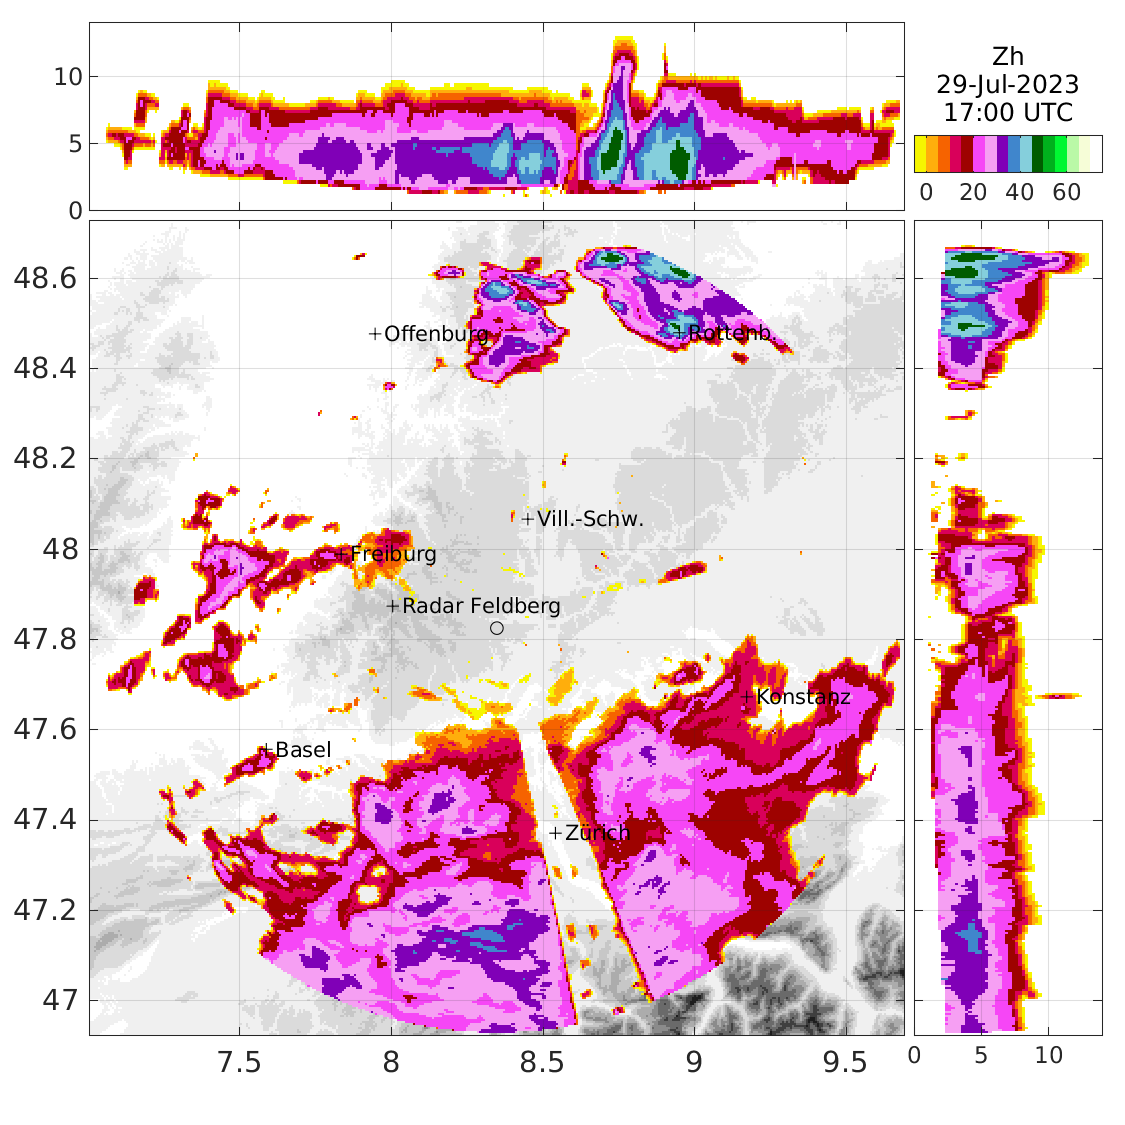 10
5
0
Zh
29-Jul-2023
17:00 UTC
0 20 40 60
48.6
48.4
48.2
48
47.8
47.6
47.4
47.2
47
+Offenburg
+Rottenb
+Vill.-Schw.
+Freiburg
+Radar Feldberg
+Konstanz
+Basel
+Zürich
7.5 8 8.5 9 9.5
0 5 10